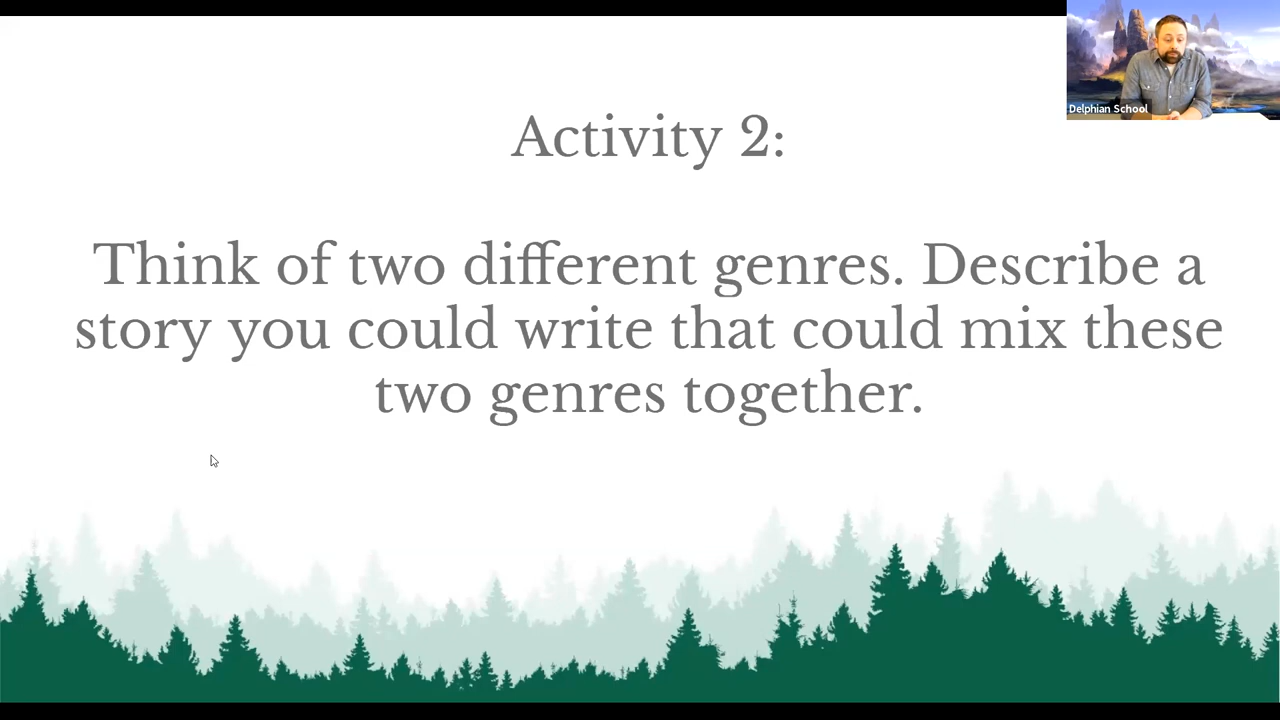 Delphian School
Activity 2:
Think of two different genres. Describe a
story you could write that could mix these
two genres together.